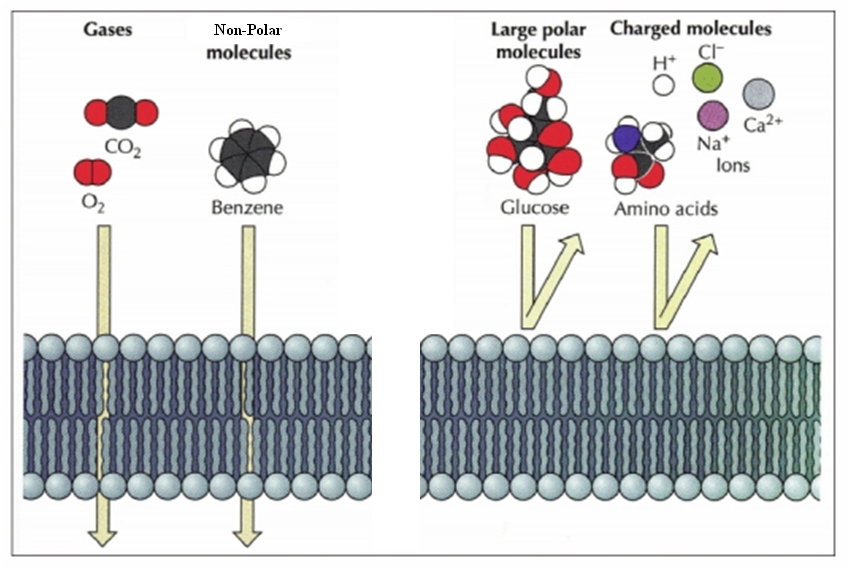 Gases
CO₂
O₂
Non-Polar
molecules
Benzene
Large polar
molecules
Glucose
Charged molecules
H⁺
Cl⁻
Na⁺
Ca²⁺
Ions
Amino acids